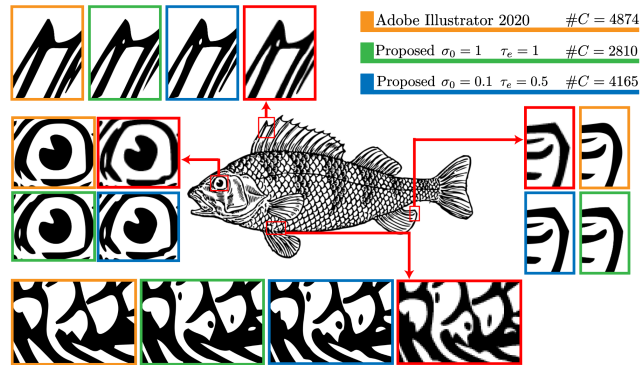 Adobe Illustrator 2020 #C = 4874
Proposed σ₀ = 1 τₑ = 1 #C = 2810
Proposed σ₀ = 0.1 τₑ = 0.5 #C = 4165